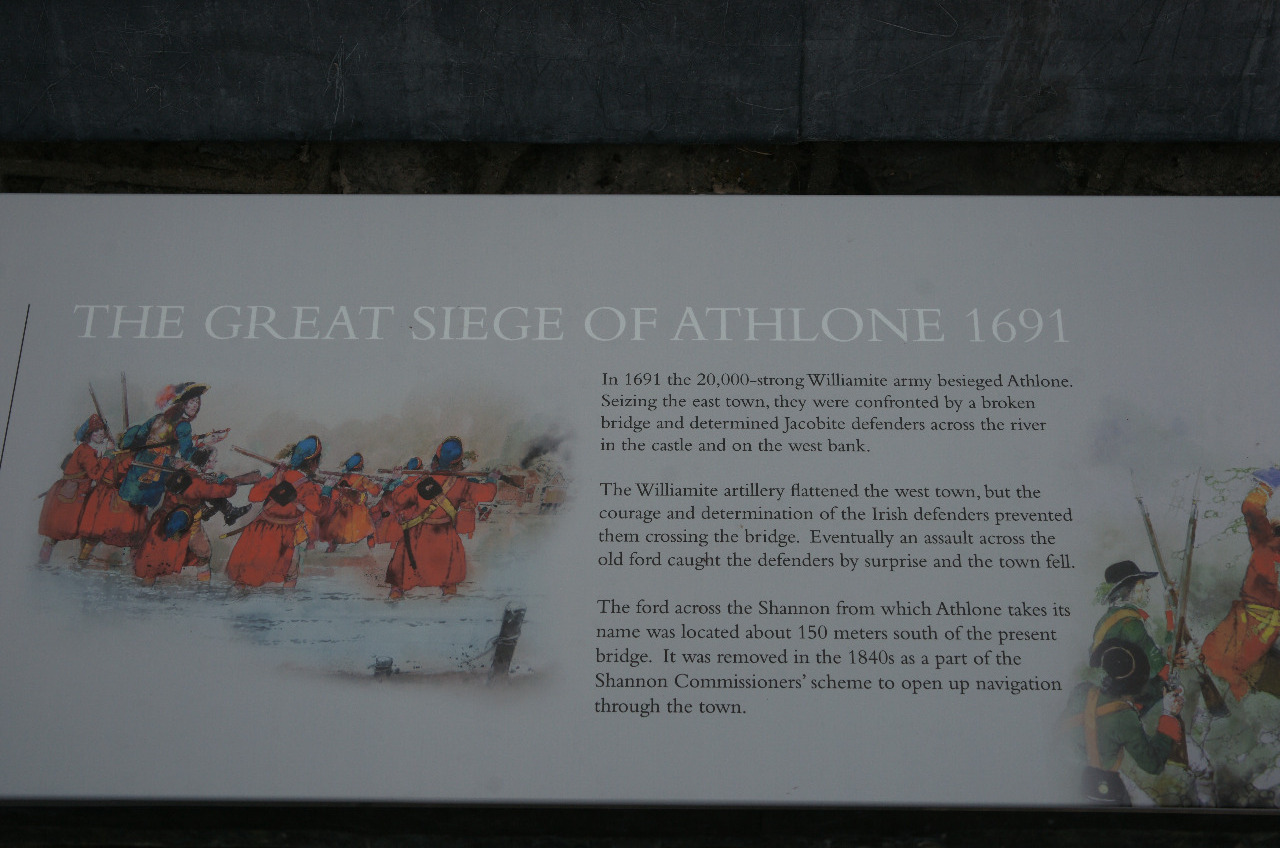 THE GREAT SIEGE OF ATHLONE 1691
In 1691 the 20,000-strong Williamite army besieged Athlone.
Seizing the east town, they were confronted by a broken
bridge and determined Jacobite defenders across the river
in the castle and on the west bank.
The Williamite artillery flattened the west town, but the
courage and determination of the Irish defenders prevented
them crossing the bridge. Eventually an assault across the
old ford caught the defenders by surprise and the town fell.
The ford across the Shannon from which Athlone takes its
name was located about 150 meters south of the present
bridge. It was removed in the 1840s as a part of the
Shannon Commissioners' scheme to open up navigation
through the town.